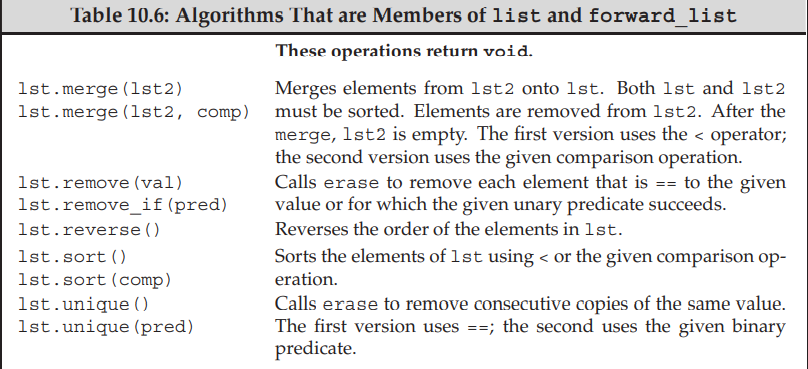 Table 10.6: Algorithms That are Members of list and forward_list
These operations return void.
lst.merge(lst2) Merges elements from lst2 onto lst. Both lst and lst2
lst.merge(lst2, comp) must be sorted. Elements are removed from lst2. After the
merge, lst2 is empty. The first version uses the < operator;
the second version uses the given comparison operation.
lst.remove(val) Calls erase to remove each element that is == to the given
lst.remove_if(pred) value or for which the given unary predicate succeeds.
lst.reverse() Reverses the order of the elements in lst.
lst.sort() Sorts the elements of lst using < or the given comparison op-
lst.sort(comp) eration.
lst.unique() Calls erase to remove consecutive copies of the same value.
lst.unique(pred) The first version uses ==; the second uses the given binary
predicate.